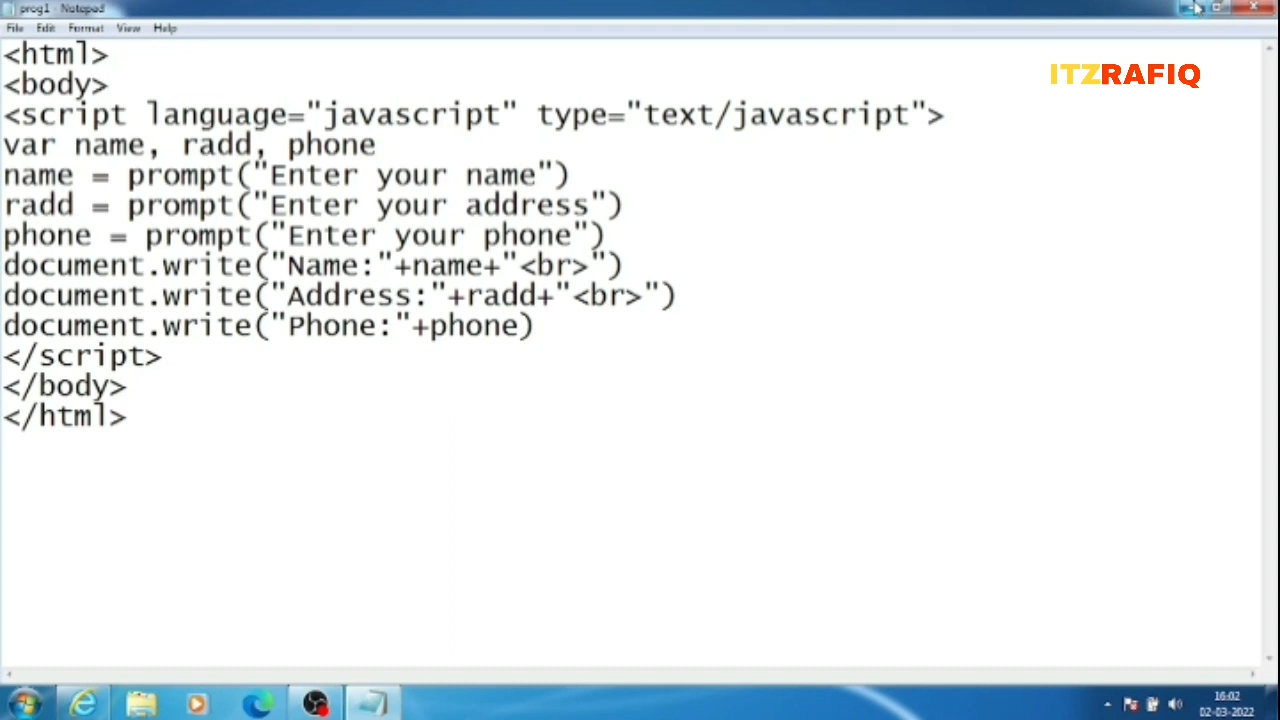 prog1 - Notepad
File Edit Format View Help
<html>
<body>
<script language="javascript" type="text/javascript">
var name, radd, phone
name = prompt("Enter your name")
radd = prompt("Enter your address")
phone = prompt("Enter your phone")
document.write("Name:"+name+"<br>")
document.write("Address:"+radd+"<br>")
document.write("Phone:"+phone)
</script>
</body>
</html>
ITZRAFIQ
16:02
02-03-2022